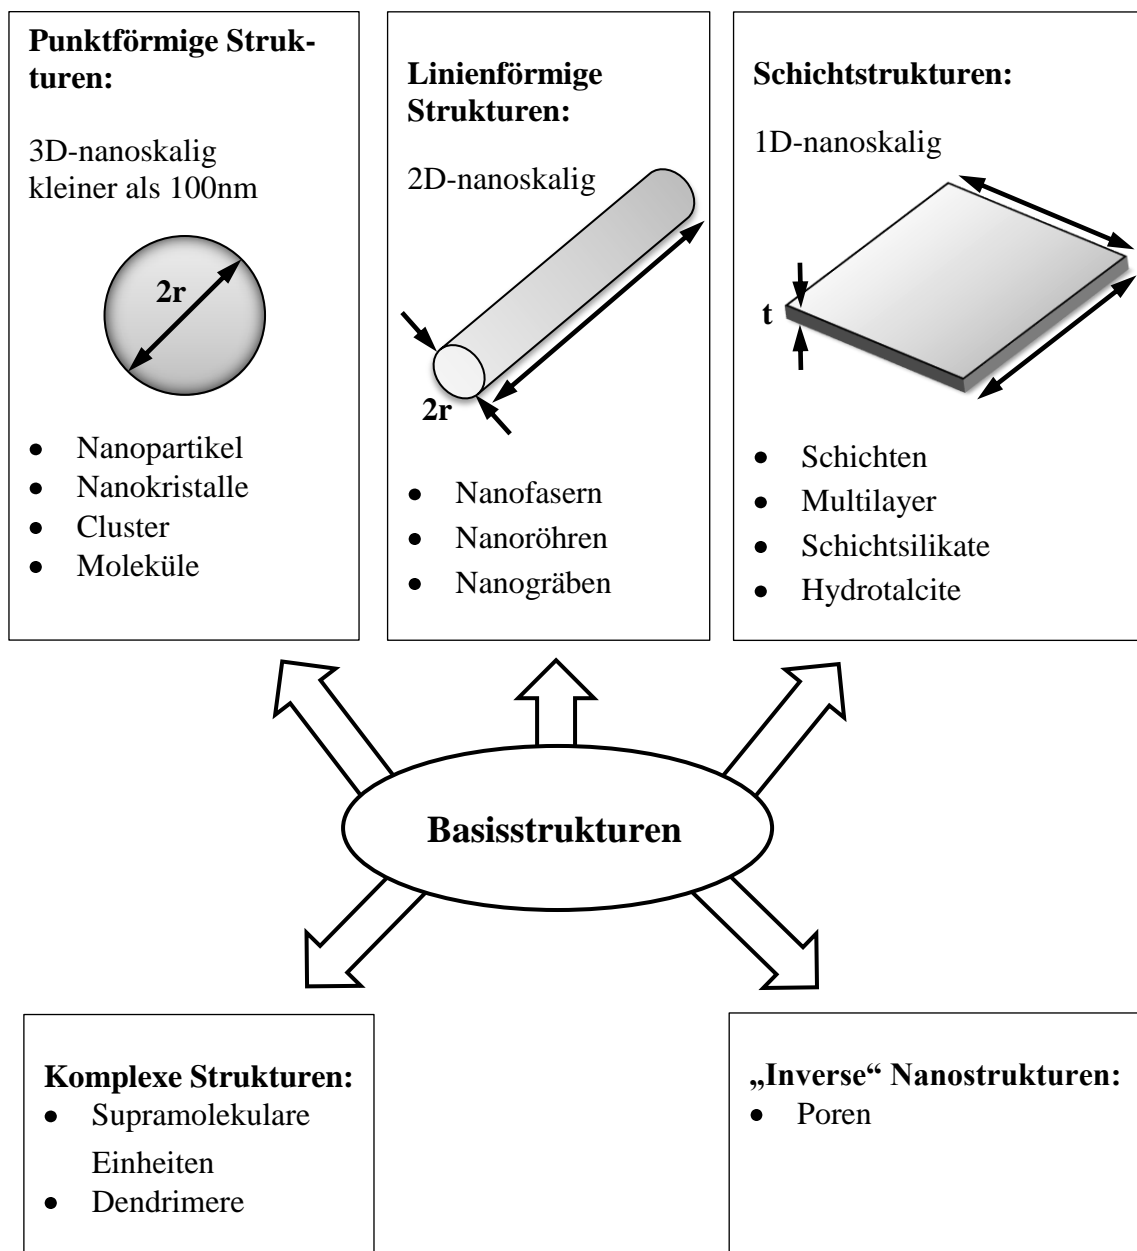 Punktförmige Struk-
turen:
3D-nanoskalig
kleiner als 100nm
2r
• Nanopartikel
• Nanokristalle
• Cluster
• Moleküle
Linienförmige
Strukturen:
2D-nanoskalig
2r
• Nanofasern
• Nanoröhren
• Nanogräben
Schichtstrukturen:
1D-nanoskalig
t
• Schichten
• Multilayer
• Schichtsilikate
• Hydrotalcite
Basisstrukturen
Komplexe Strukturen:
• Supramolekulare
Einheiten
• Dendrimere
„Inverse“ Nanostrukturen:
• Poren